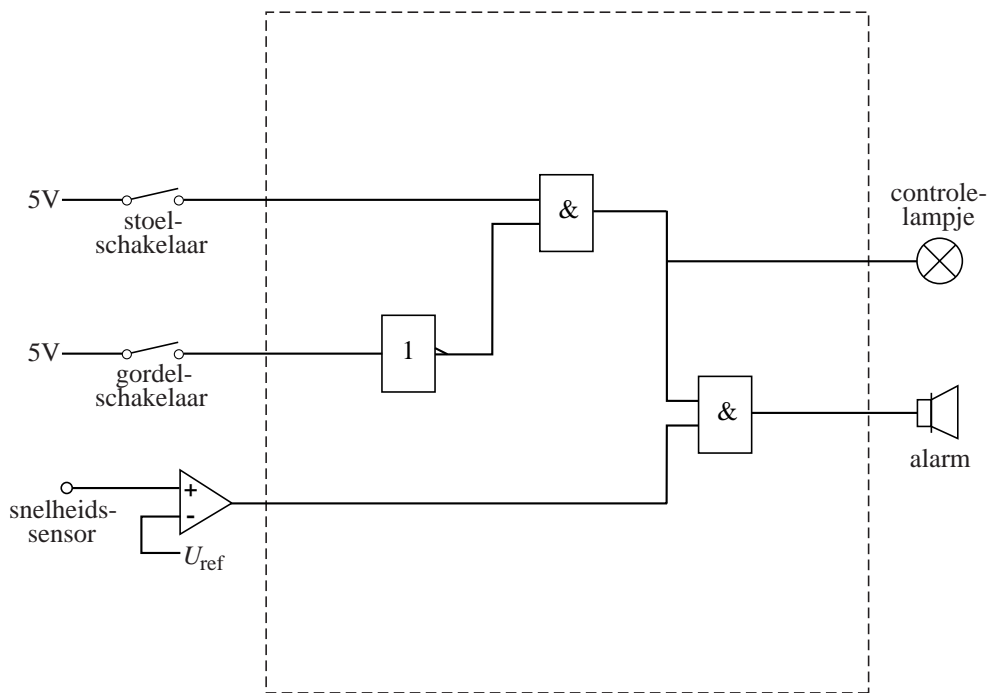 5V
stoel-
schakelaar
&
controle-
lampje
5V
gordel-
schakelaar
1
&
alarm
snelheids-
sensor
+
-
Uref